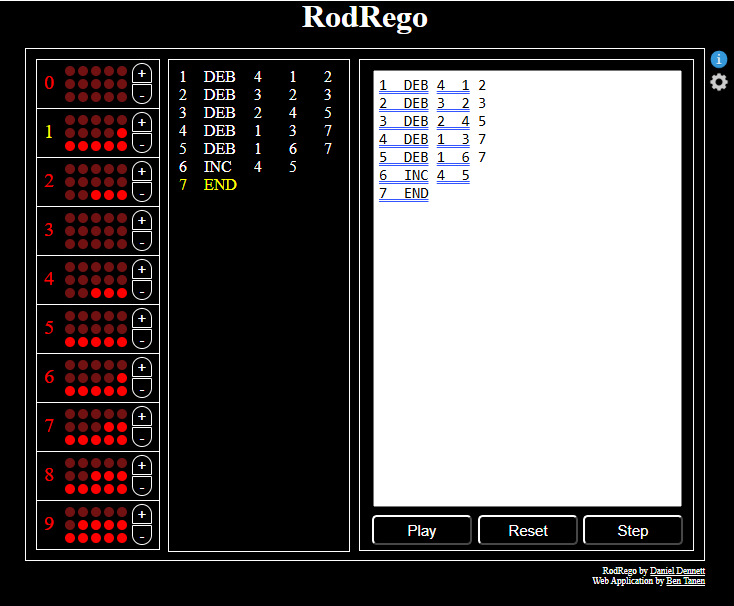 RodRego
0 + -
1 + -
2 + -
3 + -
4 + -
5 + -
6 + -
7 + -
8 + -
9 + -
1 DEB 4 1 2
2 DEB 3 2 3
3 DEB 2 4 5
4 DEB 1 3 7
5 DEB 1 6 7
6 INC 4 5
7 END
1 DEB 4 1 2
2 DEB 3 2 3
3 DEB 2 4 5
4 DEB 1 3 7
5 DEB 1 6 7
6 INC 4 5
7 END
Play Reset Step
i
RodRego by Daniel Dennett
Web Application by Ben Tanen